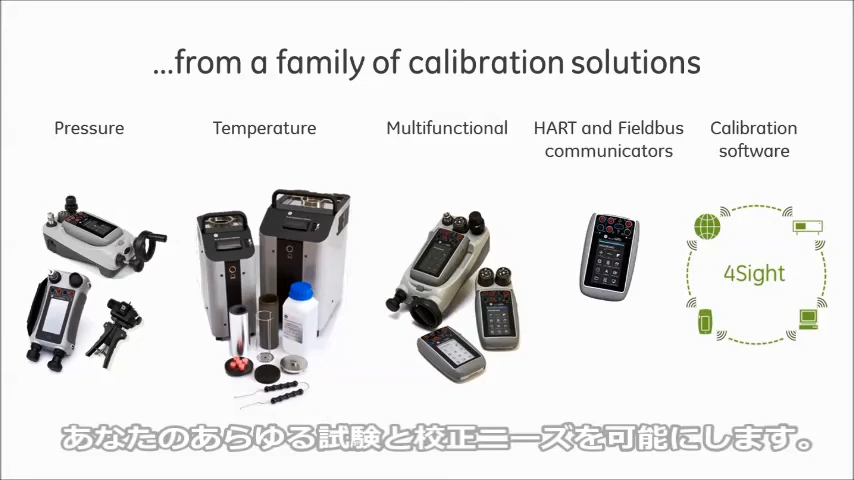 ...from a family of calibration solutions
Pressure
Temperature
Multifunctional
HART and Fieldbus
communicators
Calibration
software
4Sight
あなたのあらゆる試験と校正ニーズを可能にします。